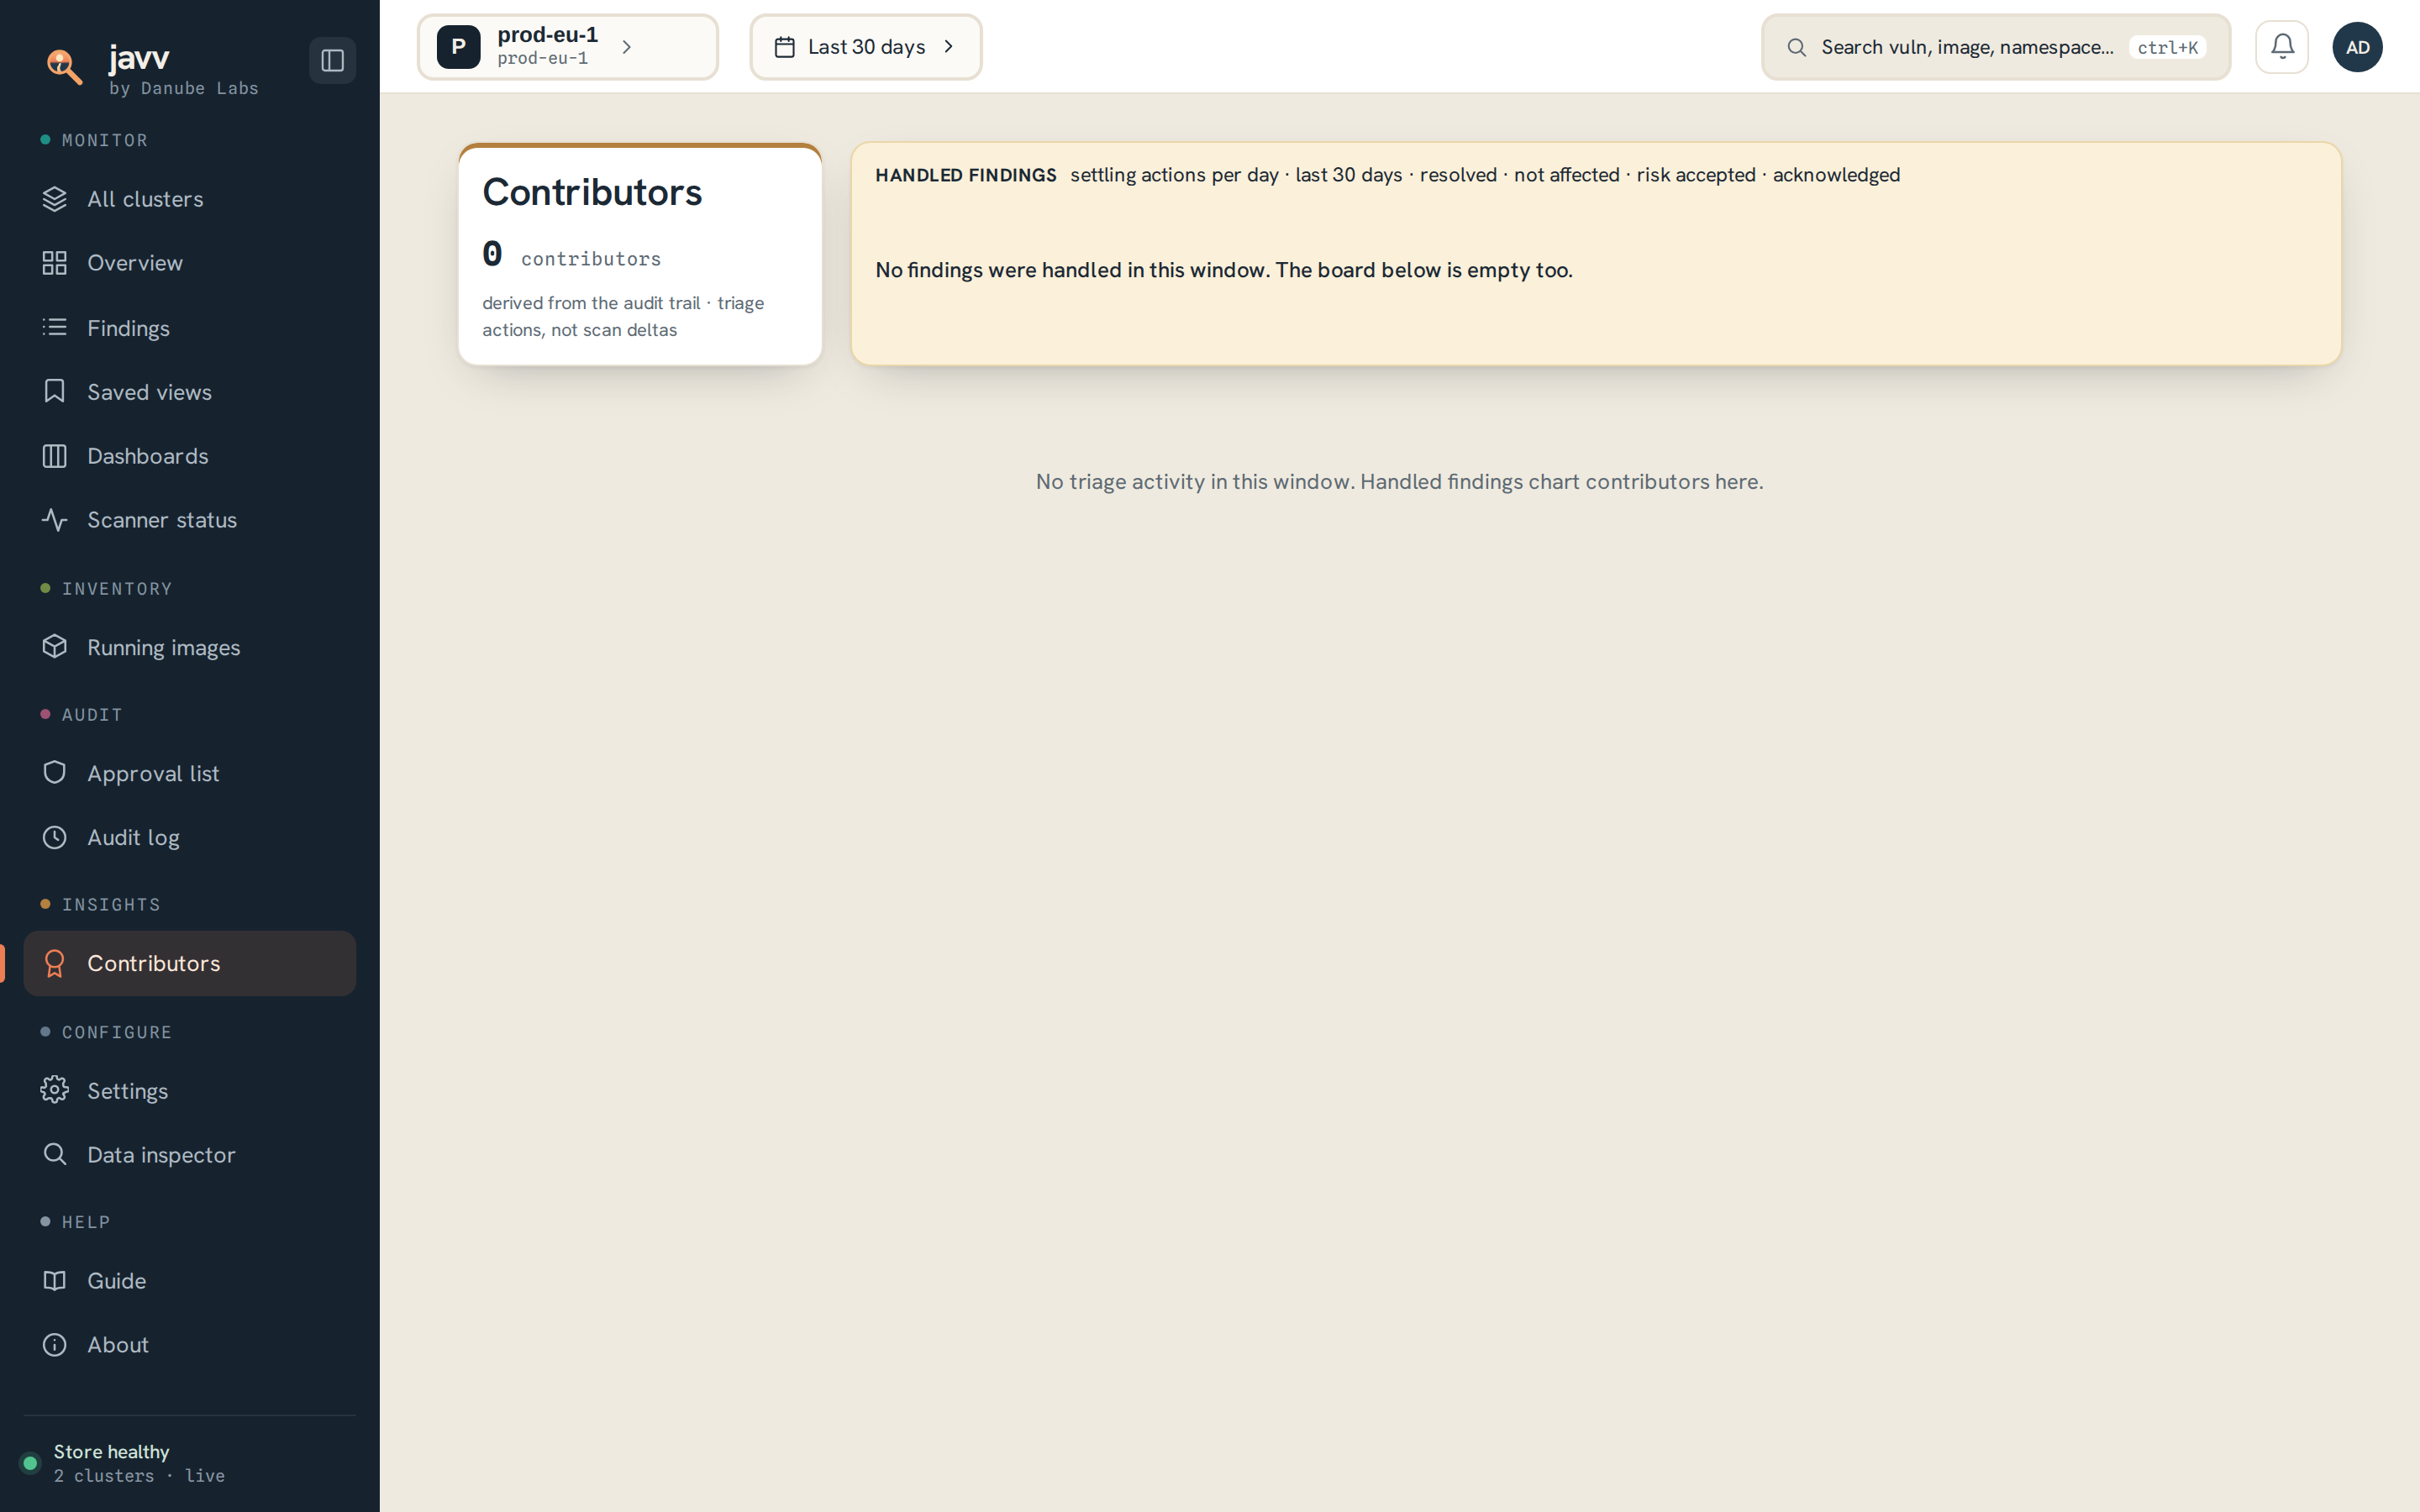 javv
by Danube Labs
MONITOR
All clusters
Overview
Findings
Saved views
Dashboards
Scanner status
INVENTORY
Running images
AUDIT
Approval list
Audit log
INSIGHTS
Contributors
CONFIGURE
Settings
Data inspector
HELP
Guide
About
Store healthy
2 clusters · live
P
prod-eu-1
prod-eu-1
Last 30 days
Search vuln, image, namespace...
ctrl+K
AD
Contributors
0 contributors
derived from the audit trail · triage
actions, not scan deltas
HANDLED FINDINGS settling actions per day · last 30 days · resolved · not affected · risk accepted · acknowledged
No findings were handled in this window. The board below is empty too.
No triage activity in this window. Handled findings chart contributors here.